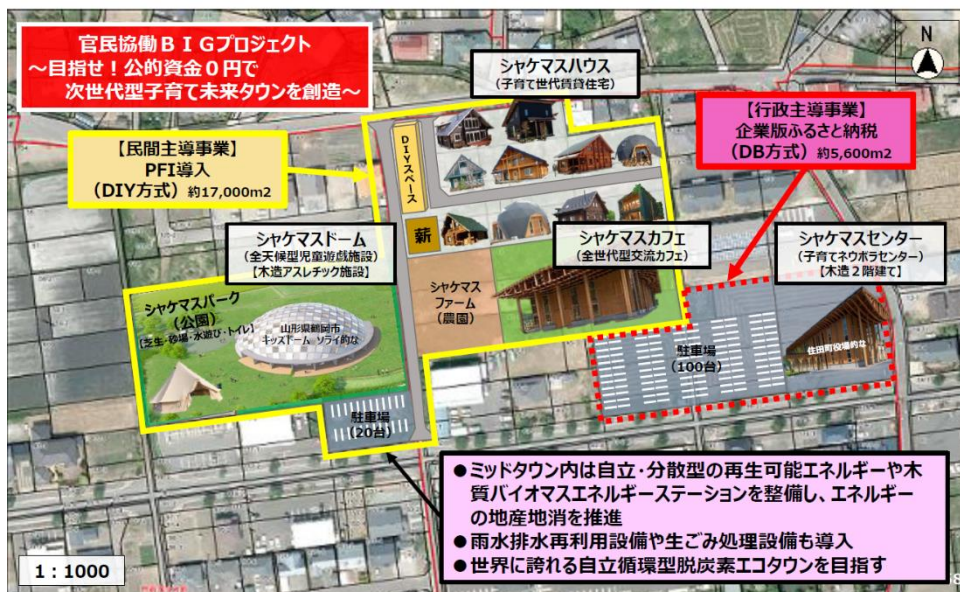 官民協働BIGプロジェクト
~目指せ!公的資金0円で
次世代型子育て未来タウンを創造~
シャケマスハウス
(子育て世代賃貸住宅)
N
【行政主導事業】
企業版ふるさと納税
(DB方式) 約5,600m2
【民間主導事業】
PFI導入
(DIY方式) 約17,000m2
DIYスペース
薪
シャケマスドーム
(全天候型児童遊戯施設)
【木造アスレチック施設】
シャケマスカフェ
(全世代型交流カフェ)
シャケマスセンター
(子育てネウボラセンター)
【木造2階建て】
シャケマスパーク
(公園)
【芝生・砂場・水遊び・トイレ】
山形県鶴岡市
キッズドーム ソライ的な
シャケマス
ファーム
(農園)
駐車場
(100台)
住田町役場的な
駐車場
(20台)
●ミッドタウン内は自立・分散型の再生可能エネルギーや木
質バイオマスエネルギーステーションを整備し、エネルギー
の地産地消を推進
●雨水排水再利用設備や生ごみ処理設備も導入
●世界に誇れる自立循環型脱炭素エコタウンを目指す
1:1000